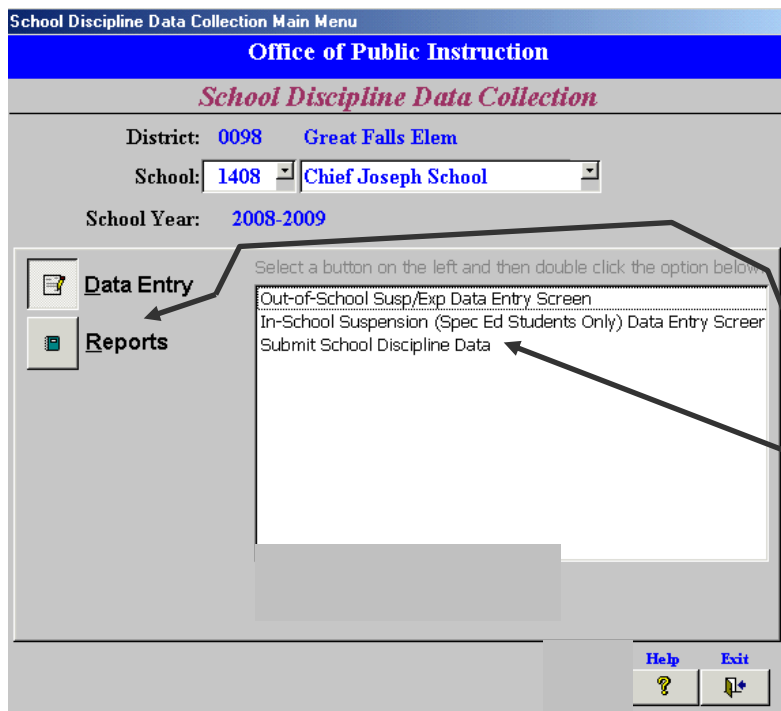 School Discipline Data Collection Main Menu
Office of Public Instruction
School Discipline Data Collection
District: 0098 Great Falls Elem
School: 1408 Chief Joseph School
School Year: 2008-2009
Select a button on the left and then double click the option below
Data Entry
Out-of-School Susp/Exp Data Entry Screen
In-School Suspension (Spec Ed Students Only) Data Entry Screer
Reports
Submit School Discipline Data
Help Exit